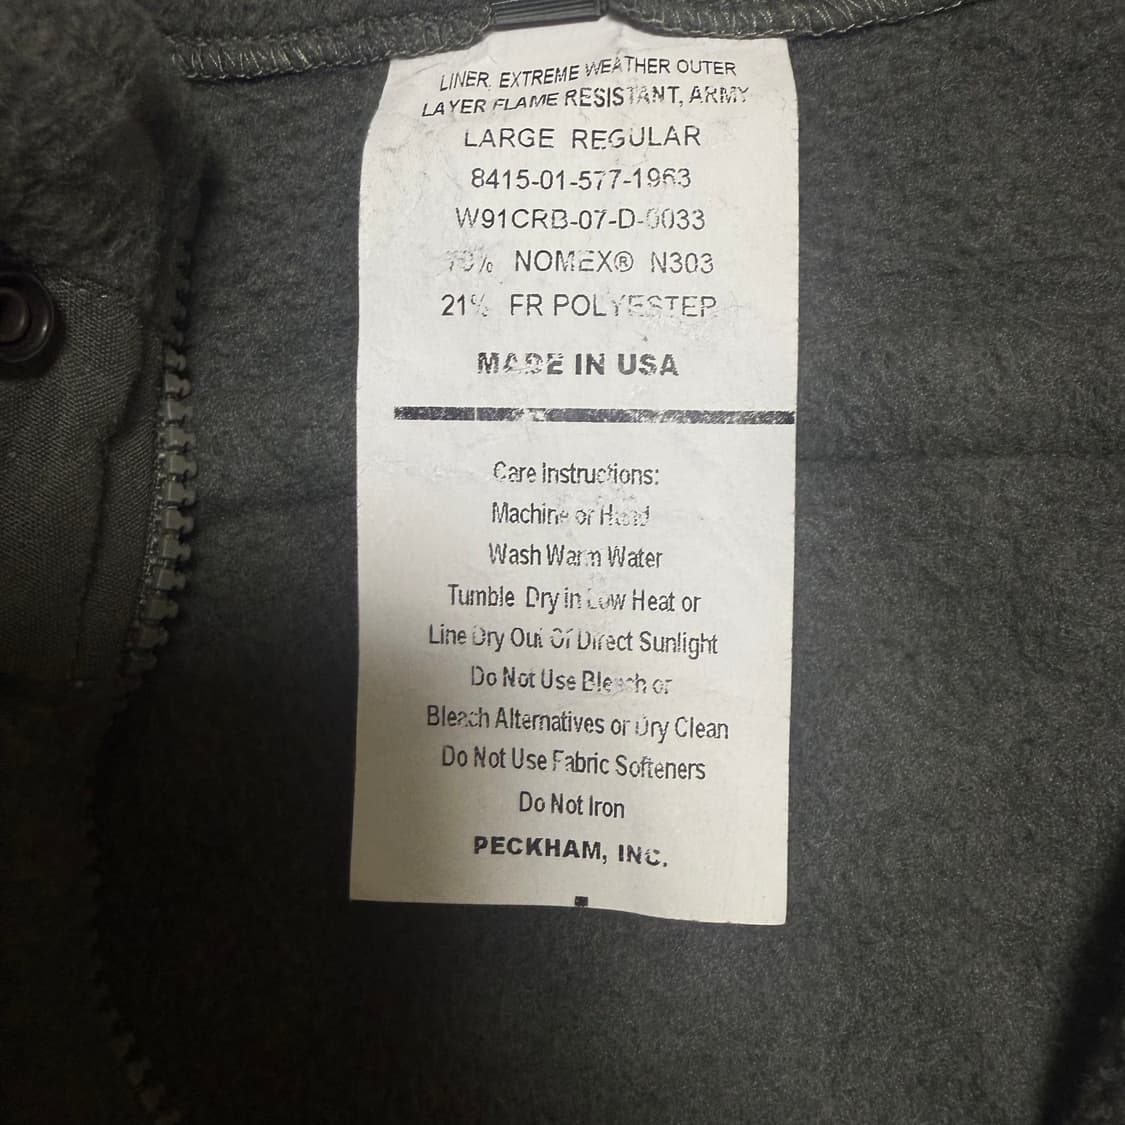 LINER, EXTREME WEATHER OUTER
LAYER FLAME RESISTANT, ARMY
LARGE REGULAR
8415-01-577-1963
W91CRB-07-D-0033
NOMEX® N303
21% FR POLYESTER
MADE IN USA
Care Instructions:
Machine or Hand
Wash Warm Water
Tumble Dry in Low Heat or
Line Dry Out Of Direct Sunlight
Do Not Use Bleach or
Bleach Alternatives or Dry Clean
Do Not Use Fabric Softeners
Do Not Iron
PECKHAM, INC.